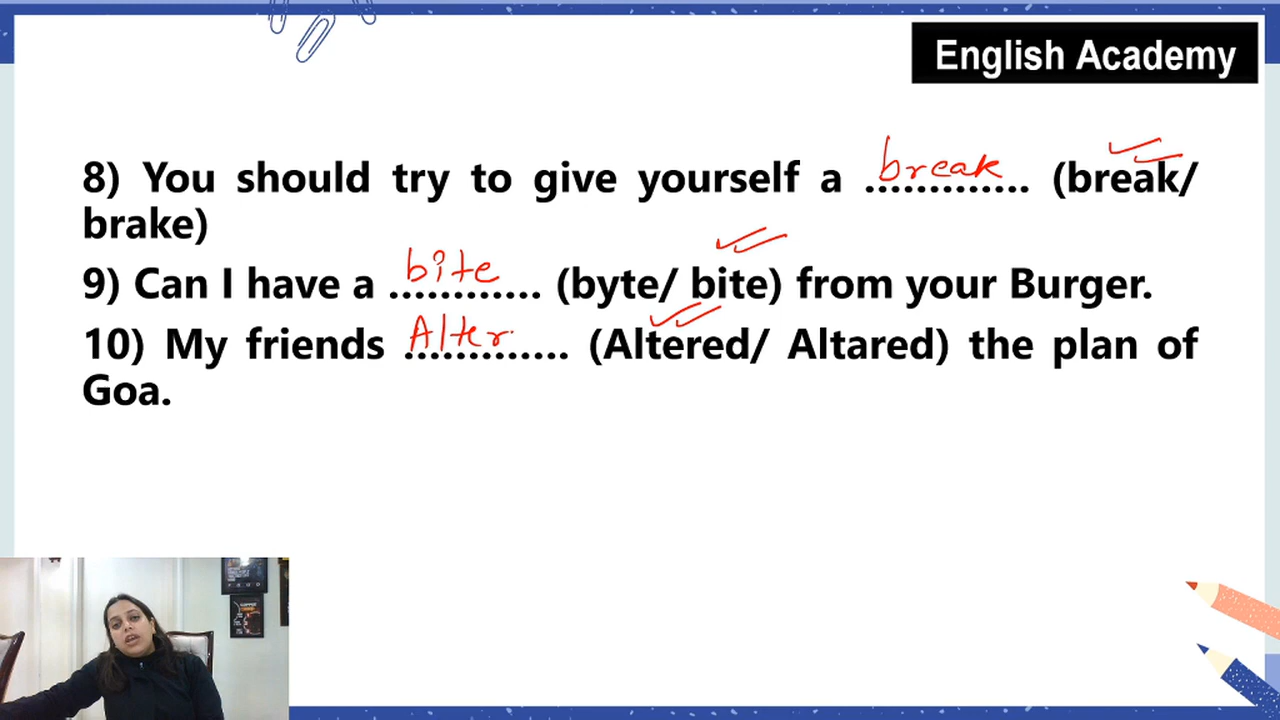 English Academy
8) You should try to give yourself a break ............. (break/
brake)
9) Can I have a bite ............ (byte/ bite) from your Burger.
10) My friends Alter ............. (Altered/ Altared) the plan of
Goa.